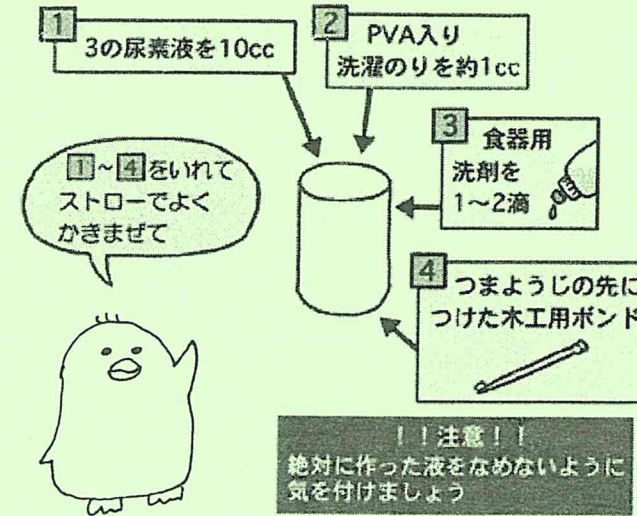 1
3の尿素液を10cc
2
PVA入り
洗濯のりを約1cc
3
食器用
洗剤を
1〜2滴
1〜4をいれて
ストローでよく
かきまぜて
4
つまようじの先に
つけた木工用ボンド
！！注意！！
絶対に作った液をなめないように
気を付けましょう